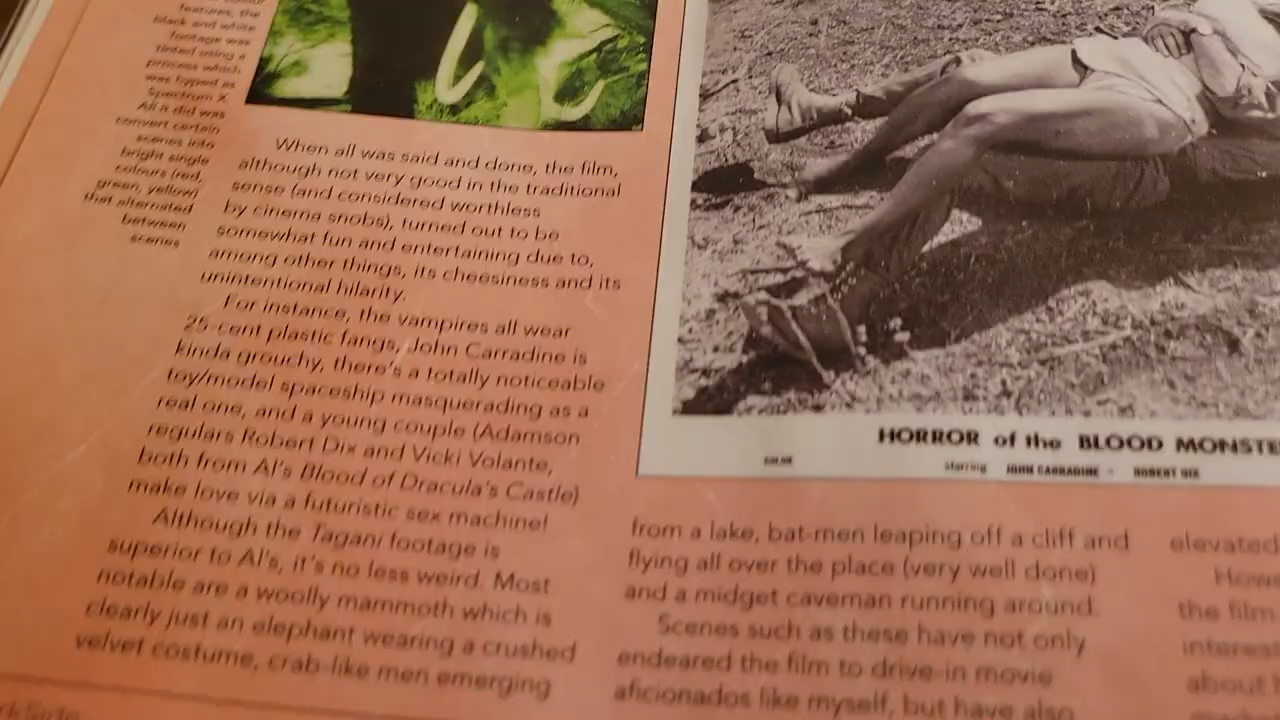 features, the
black and white
footage was
tinted using a
process which
was hyped as
Spectrum X.
All it did was
convert certain
scenes into
bright single
colours (red,
green, yellow)
that alternated
between
scenes
When all was said and done, the film,
although not very good in the traditional
sense (and considered worthless
by cinema snobs), turned out to be
somewhat fun and entertaining due to,
among other things, its cheesiness and its
unintentional hilarity.
For instance, the vampires all wear
25-cent plastic fangs, John Carradine is
kinda grouchy, there's a totally noticeable
toy/model spaceship masquerading as a
real one, and a young couple (Adamson
regulars Robert Dix and Vicki Volante,
both from Al's Blood of Dracula's Castle)
make love via a futuristic sex machine!
Although the Tagani footage is
superior to Al's, it's no less weird. Most
notable are a woolly mammoth which is
clearly just an elephant wearing a crushed
velvet costume, crab-like men emerging
HORROR of the BLOOD MONSTE
COLOR
starring JOHN CARRADINE - ROBERT DIX
from a lake, bat-men leaping off a cliff and
flying all over the place (very well done)
and a midget caveman running around.
Scenes such as these have not only
endeared the film to drive-in movie
aficionados like myself, but have also
elevated
Howe
the film
interest
about